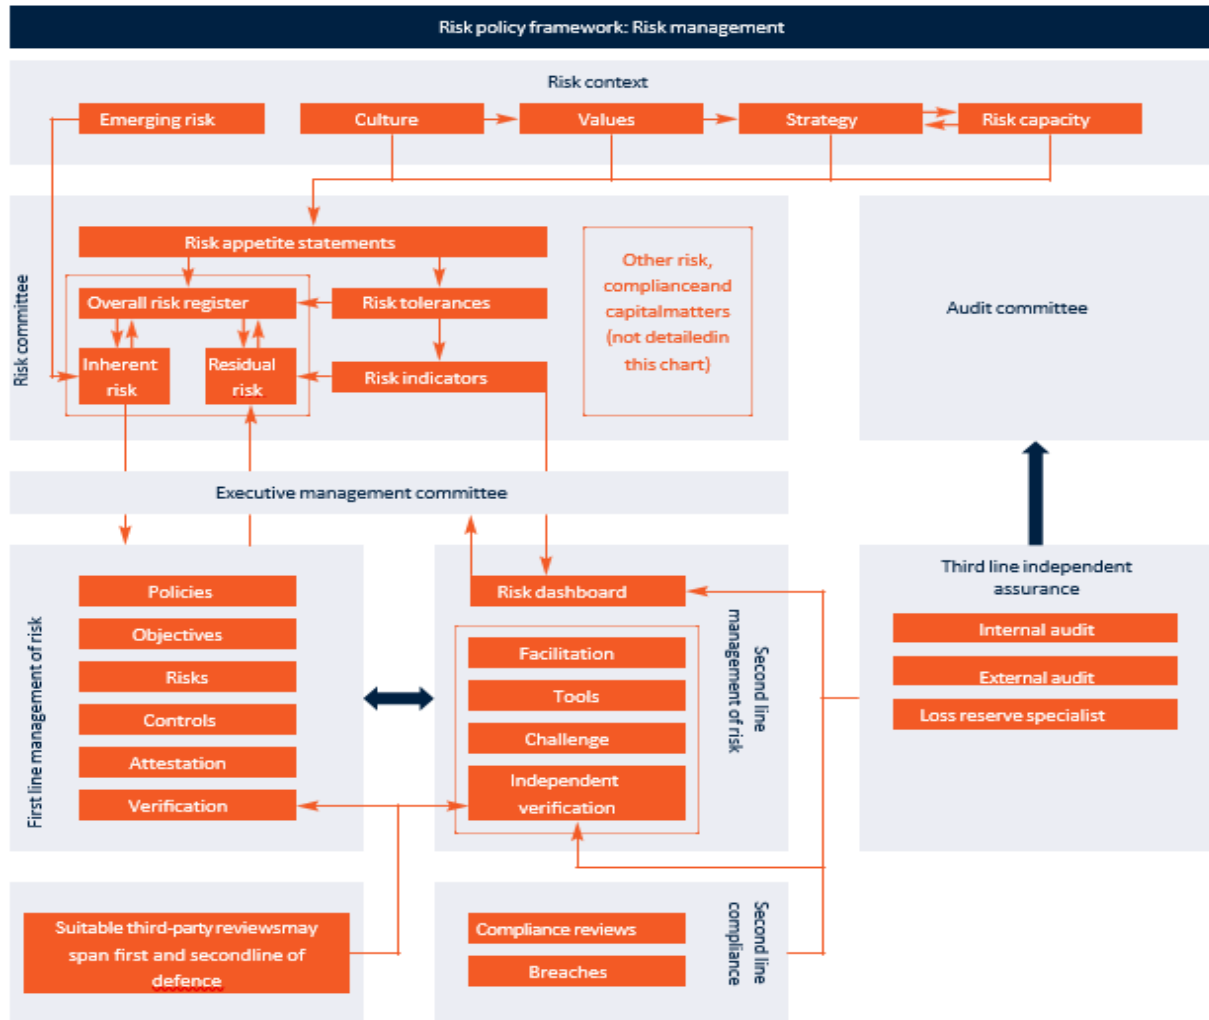 Risk policy framework: Risk management
Risk context
Emerging risk
Culture
Values
Strategy
Risk capacity
Risk committee
Risk appetite statements
Overall risk register
Risk tolerances
Inherent
risk
Residual
risk
Risk indicators
Other risk,
complianceand
capitalmatters
(not detailedin
this chart)
Audit committee
Executive management committee
First line management of risk
Policies
Objectives
Risks
Controls
Attestation
Verification
Risk dashboard
Facilitation
Tools
Challenge
Independent
verification
Second line
management of risk
Third line independent
assurance
Internal audit
External audit
Loss reserve specialist
Suitable third-party reviewsmay
span first and secondline of
defence
Compliance reviews
Breaches
Second line
compliance